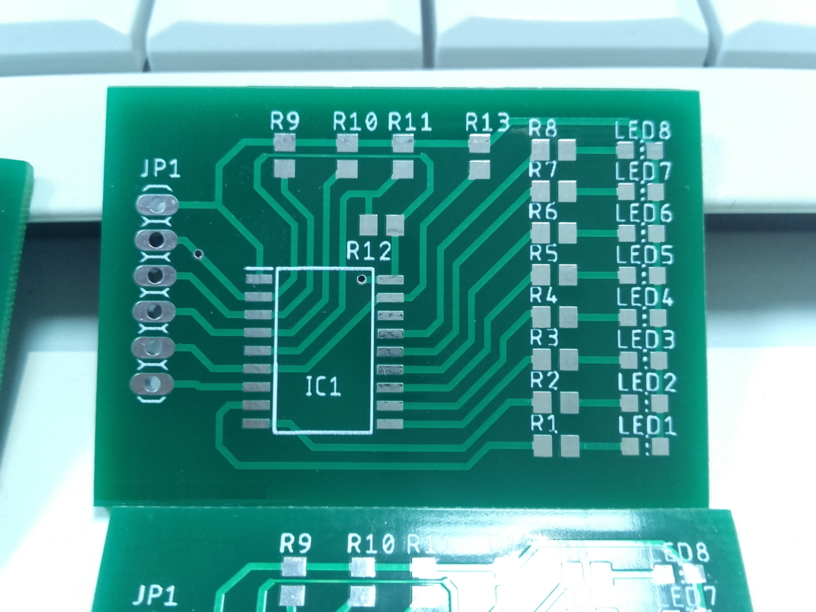 R9 R10 R11 R13 R8 LED8
JP1 R7 LED7
R6 LED6
R12 R5 LED5
R4 LED4
R3 LED3
IC1 R2 LED2
R1 LED1
R9 R10 LED8
JP1 LED7